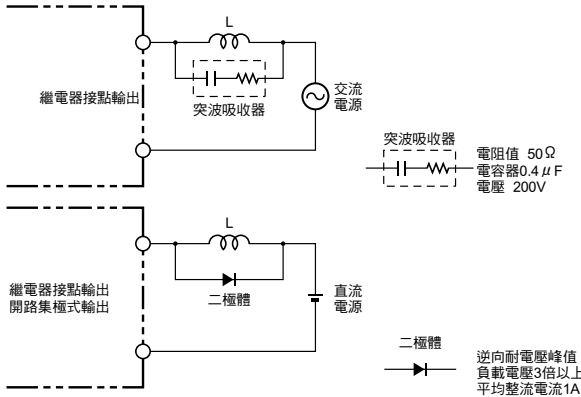 L
繼電器接點輸出
突波吸收器
交流
電源
突波吸收器
電阻值 50Ω
電容器0.4μF
電壓 200V
L
繼電器接點輸出
開路集極式輸出
二極體
直流
電源
二極體
逆向耐電壓峰值
負載電壓3倍以上
平均整流電流1A